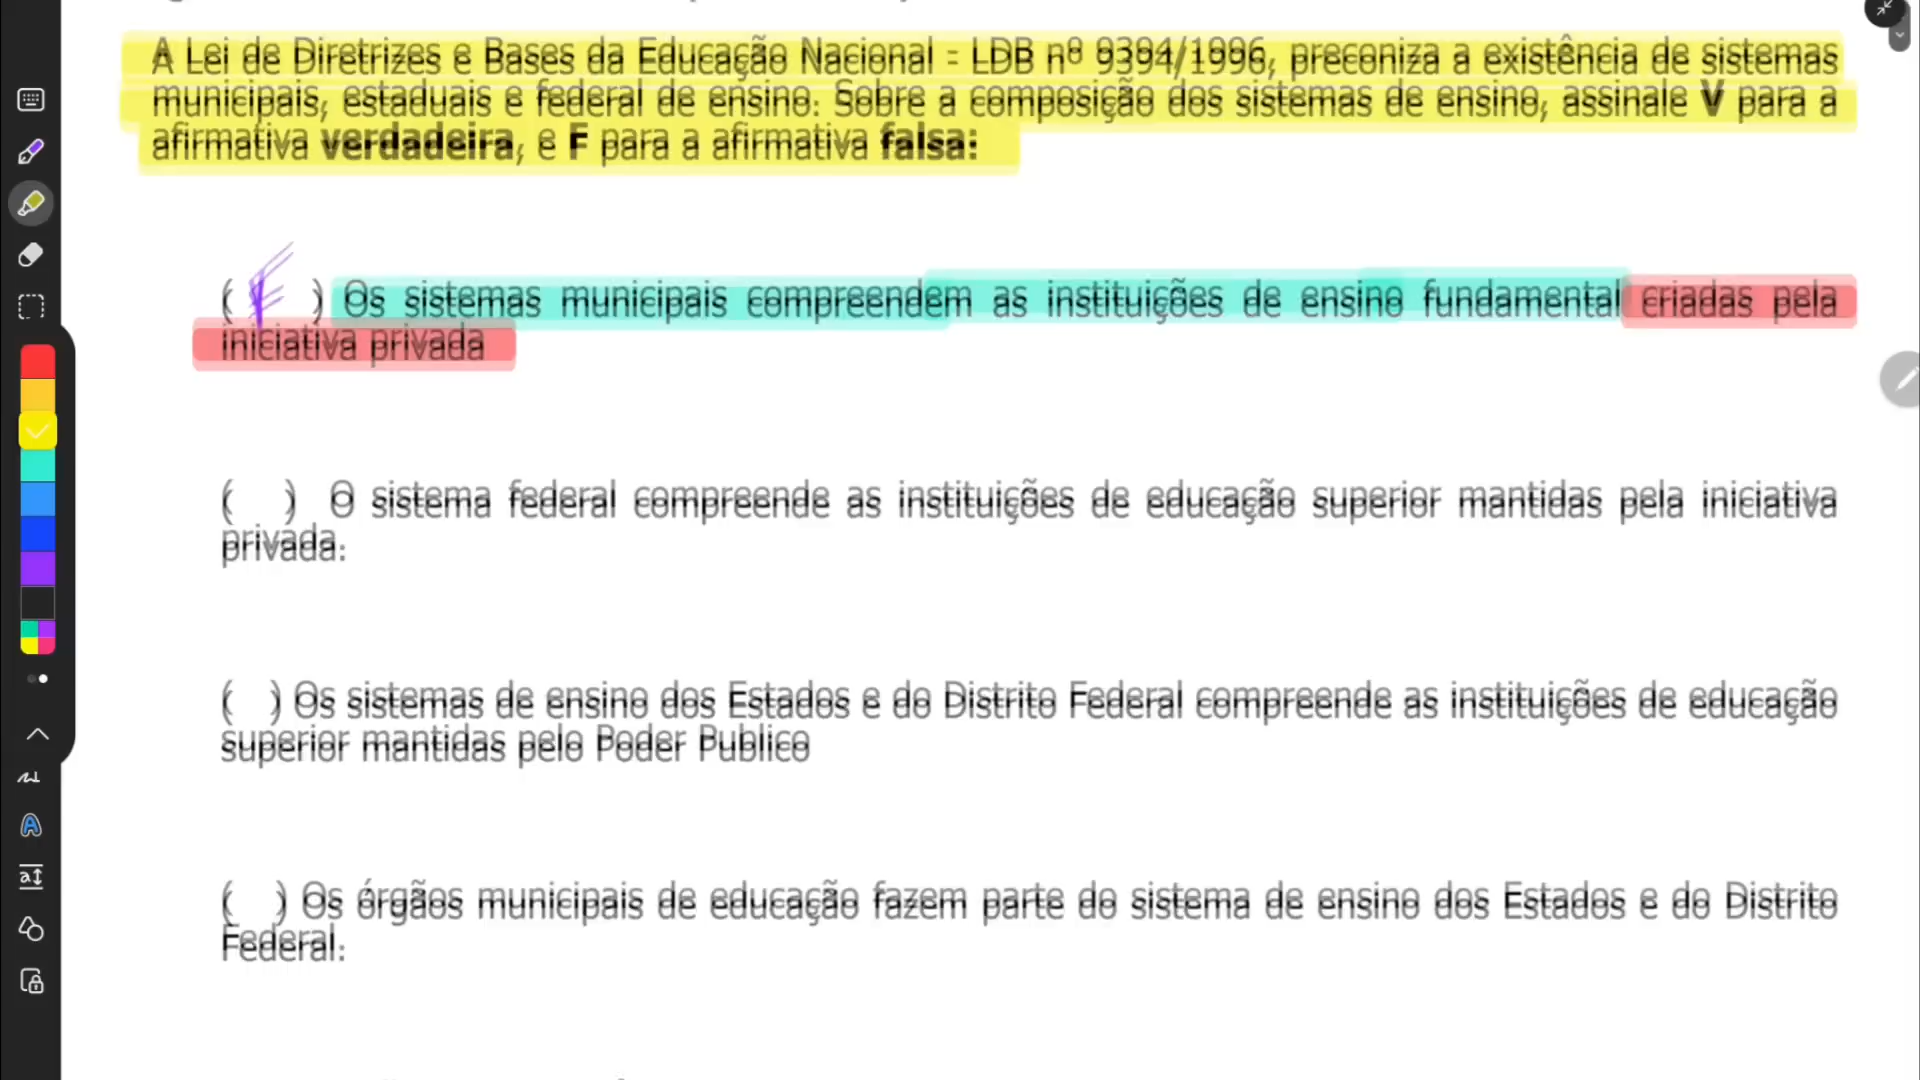 A Lei de Diretrizes e Bases da Educação Nacional - LDB nº 9394/1996, preconiza a existência de sistemas
municipais, estaduais e federal de ensino. Sobre a composição dos sistemas de ensino, assinale V para a
afirmativa verdadeira, e F para a afirmativa falsa:
( F ) Os sistemas municipais compreendem as instituições de ensino fundamental criadas pela
iniciativa privada
( ) O sistema federal compreende as instituições de educação superior mantidas pela iniciativa
privada.
( ) Os sistemas de ensino dos Estados e do Distrito Federal compreende as instituições de educação
superior mantidas pelo Poder Publico
( ) Os órgãos municipais de educação fazem parte do sistema de ensino dos Estados e do Distrito
Federal.